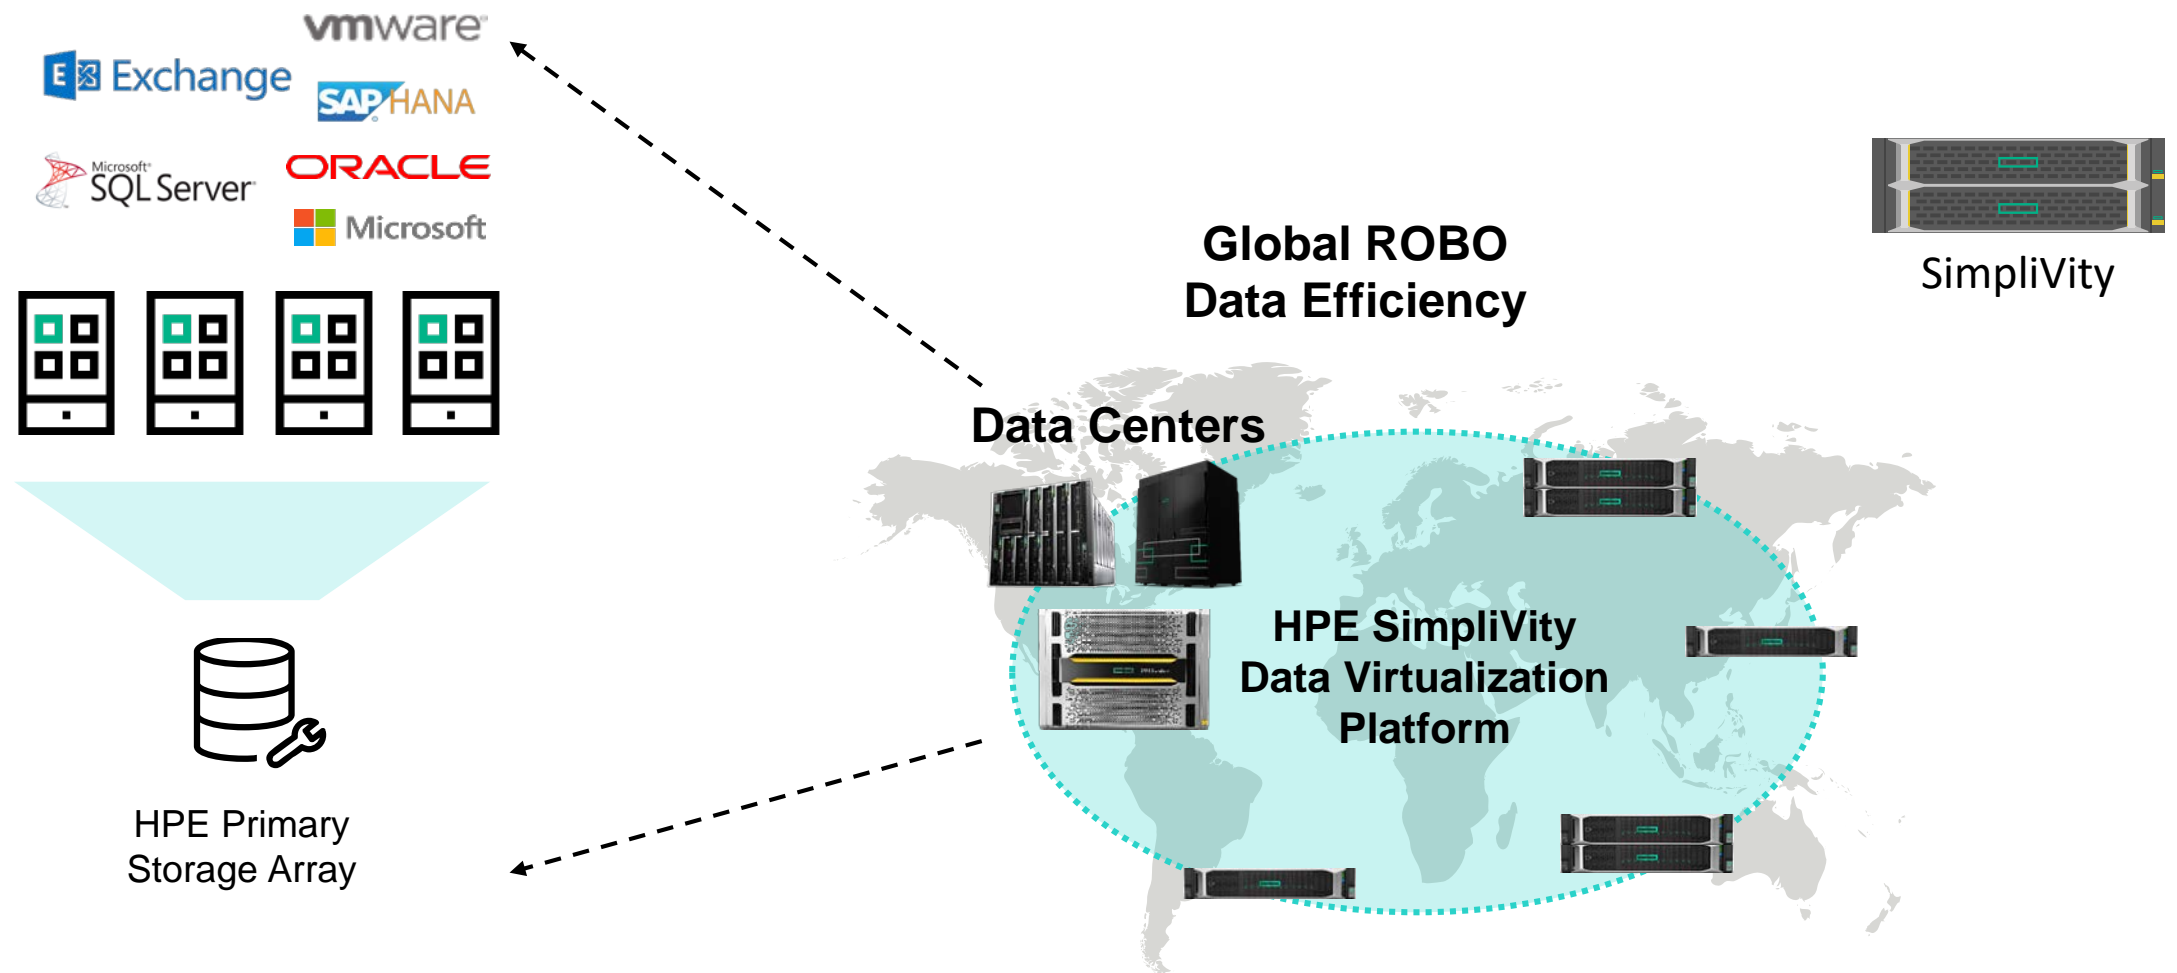 vmware
E Exchange
SAP HANA
Microsoft
SQL Server
ORACLE
Microsoft
Global ROBO
Data Efficiency
SimpliVity
Data Centers
HPE SimpliVity
Data Virtualization
Platform
HPE Primary
Storage Array